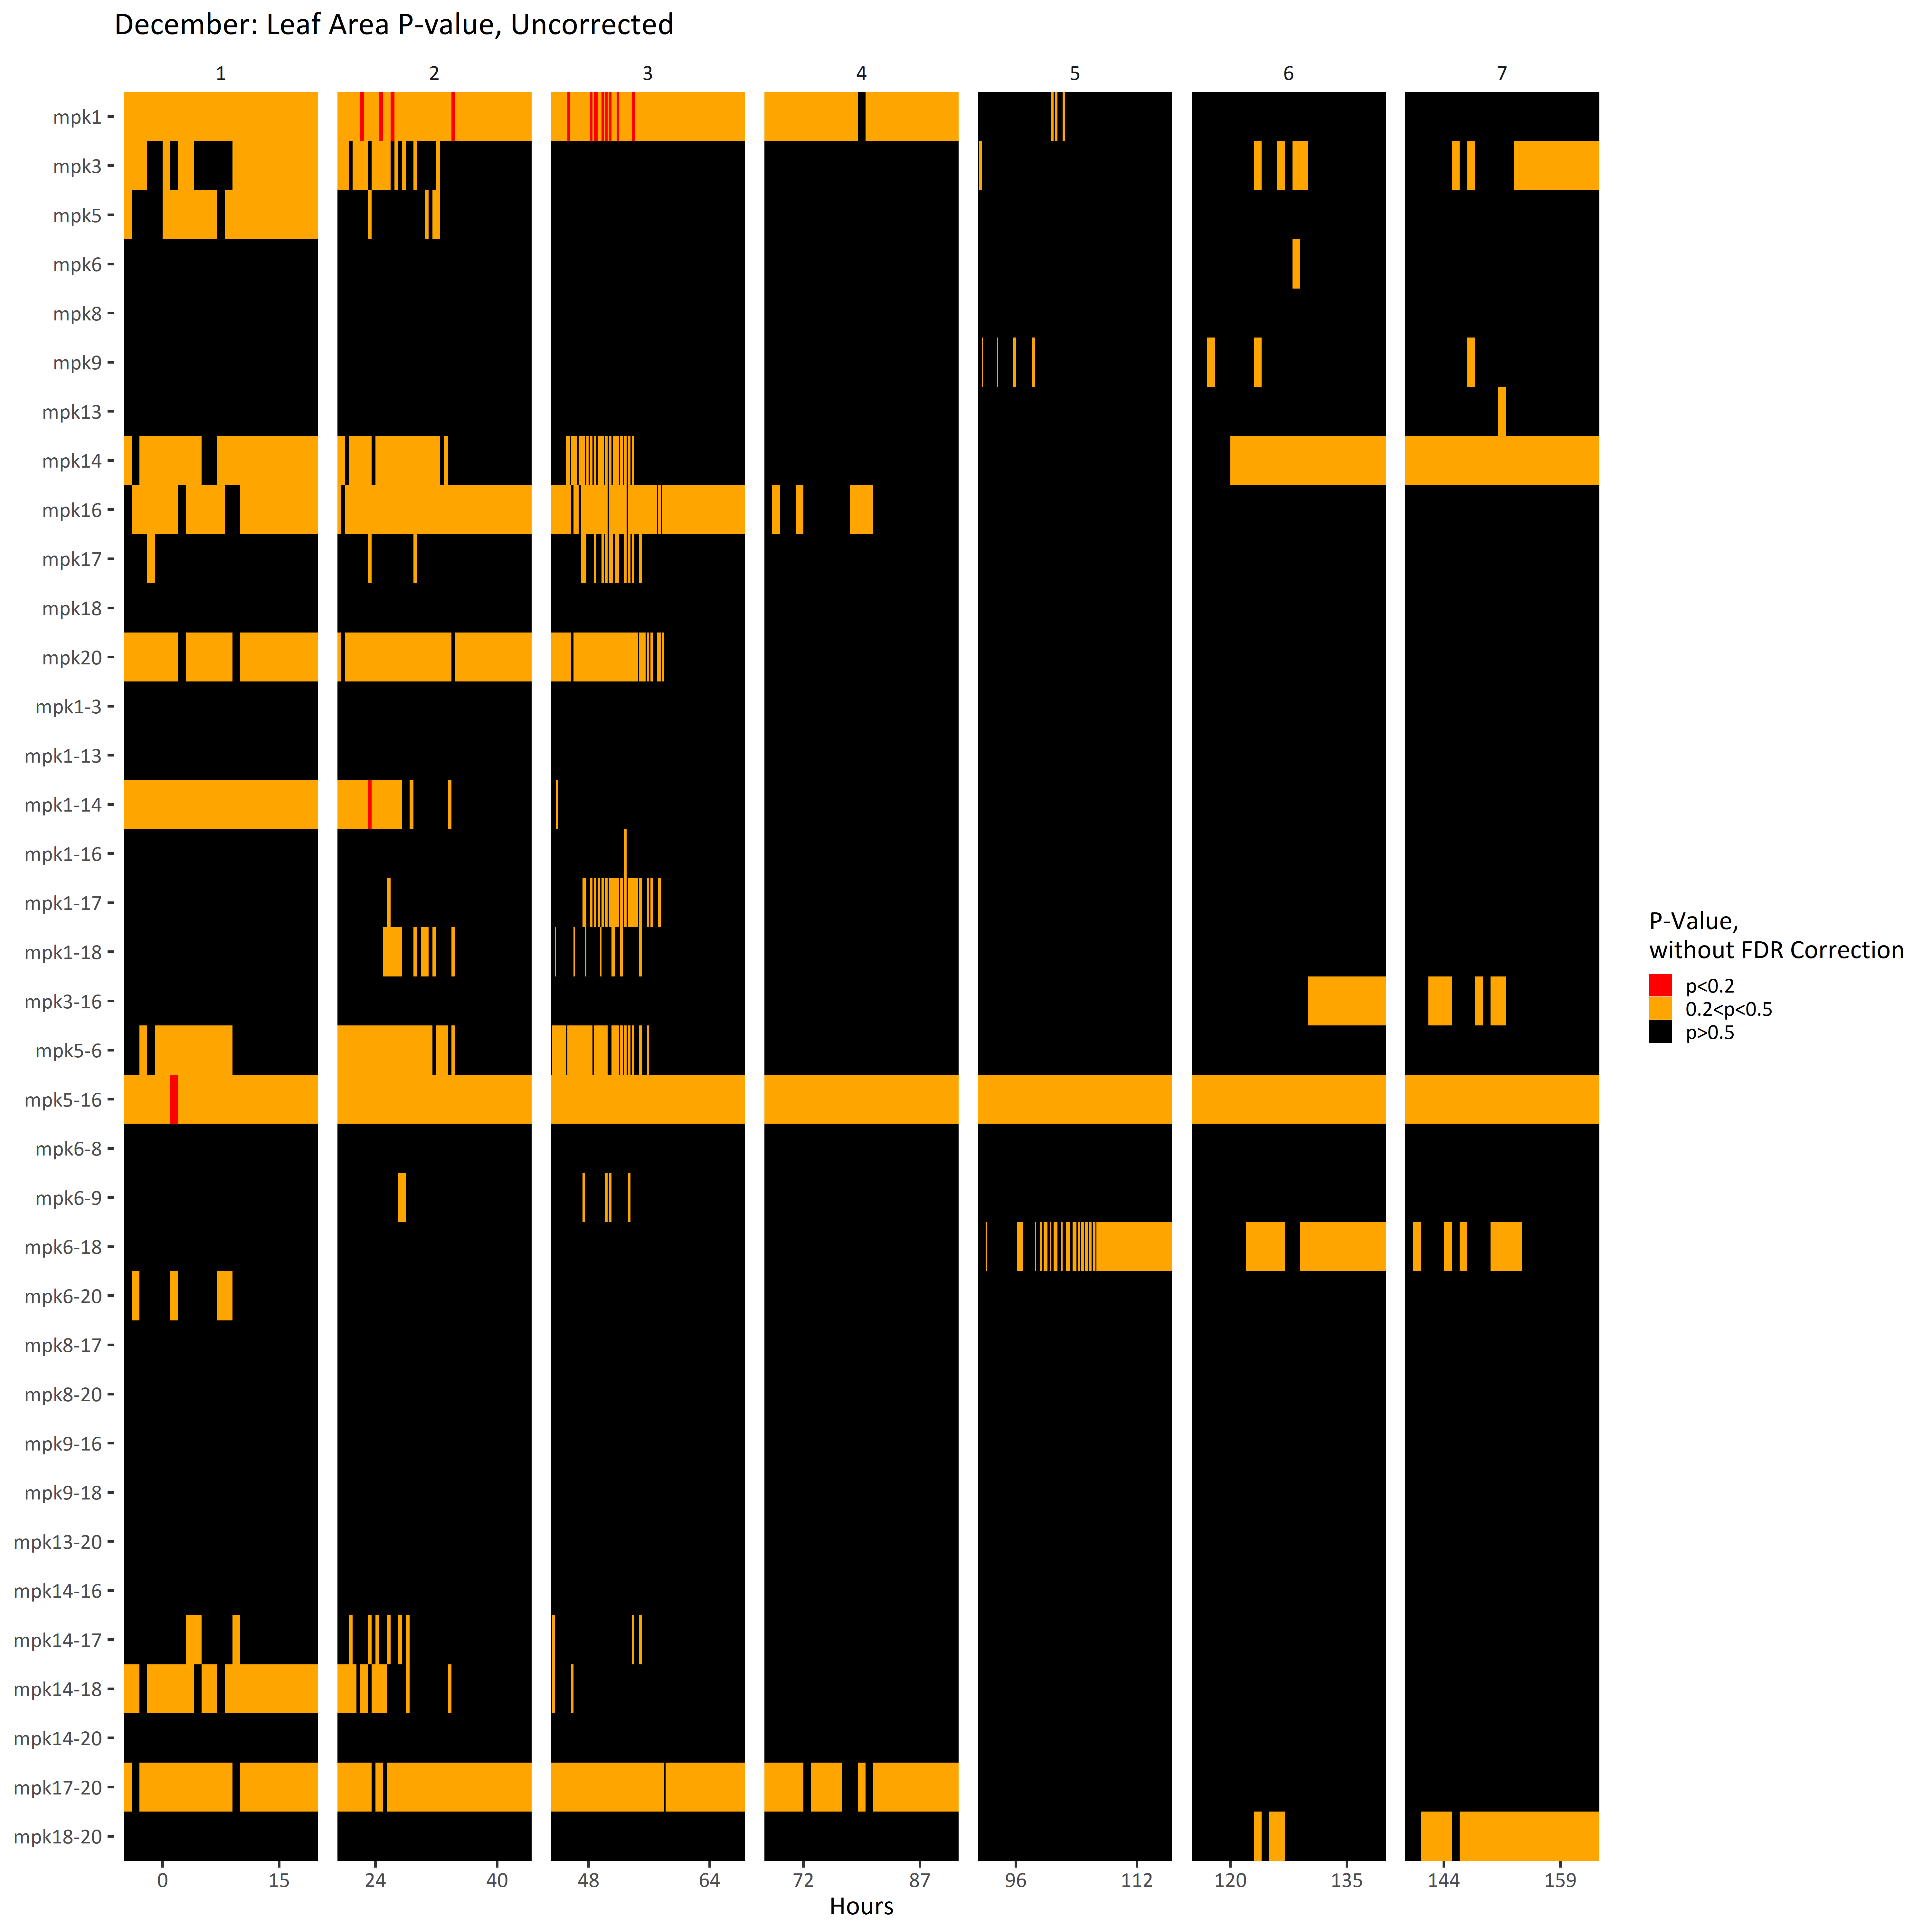 December: Leaf Area P-value, Uncorrected
1 2 3 4 5 6 7
mpk1
mpk3
mpk5
mpk6
mpk8
mpk9
mpk13
mpk14
mpk16
mpk17
mpk18
mpk20
mpk1-3
mpk1-13
mpk1-14
mpk1-16
mpk1-17
mpk1-18
mpk3-16
mpk5-6
mpk5-16
mpk6-8
mpk6-9
mpk6-18
mpk6-20
mpk8-17
mpk8-20
mpk9-16
mpk9-18
mpk13-20
mpk14-16
mpk14-17
mpk14-18
mpk14-20
mpk17-20
mpk18-20
0 15 24 40 48 64 72 87 96 112 120 135 144 159
Hours
P-Value,
without FDR Correction
p<0.2
0.2<p<0.5
p>0.5